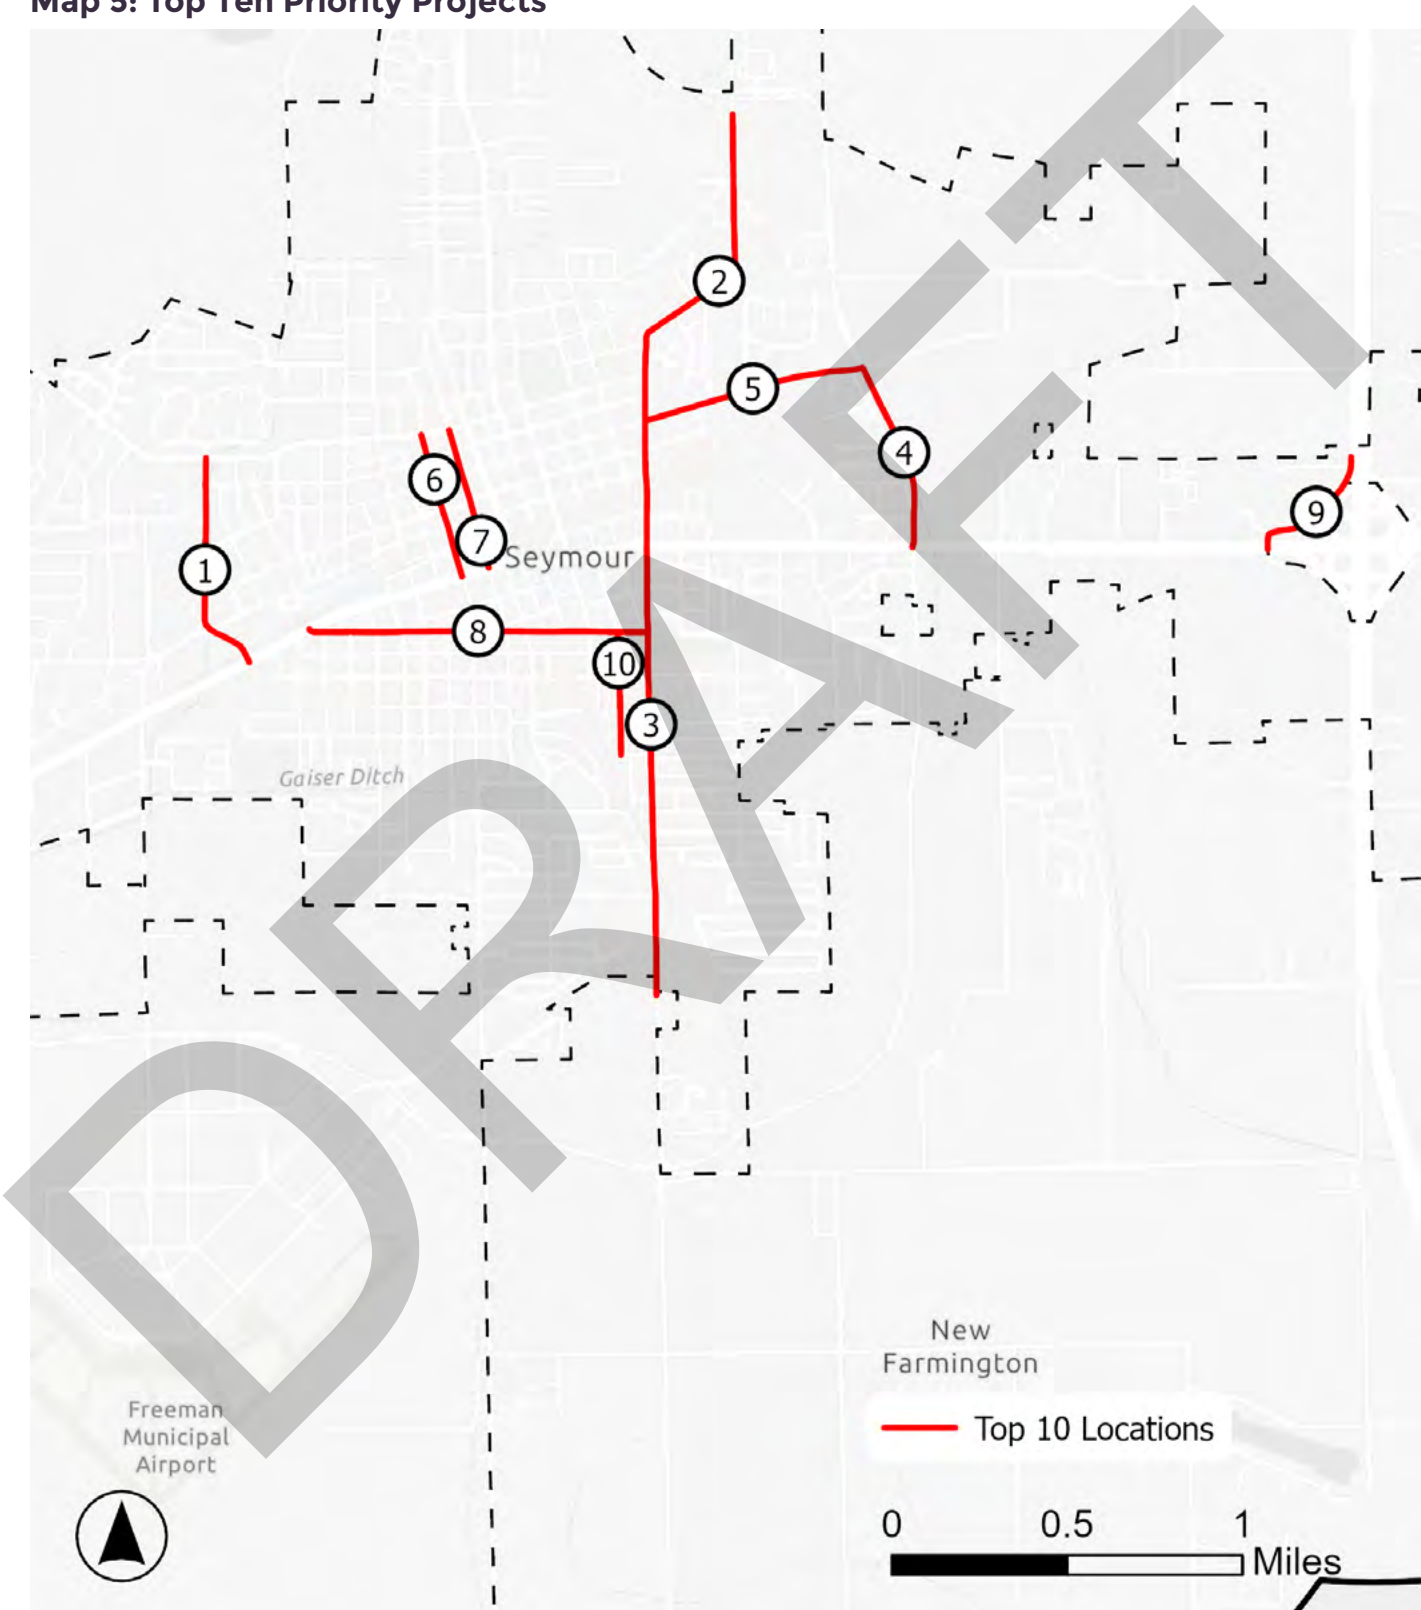 Map 5: Top Ten Priority Projects
2
5
4
6
9
7
Seymour
1
8
10
3
Gaiser Ditch
DRAFT
New
Farmington
Top 10 Locations
Freeman
Municipal
Airport
0 0.5 1
Miles